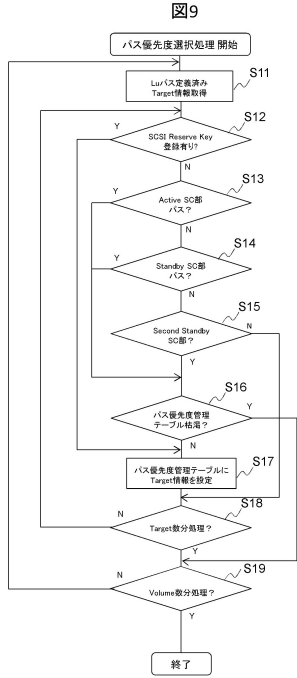 図9
パス優先度選択処理 開始
S11
Luパス定義済み
Target情報取得
S12
Y
SCSI Reserve Key
登録有り?
N
S13
Y
Active SC部
パス?
N
S14
Y
Standby SC部
パス?
N
S15
Second Standby
SC部?
N
Y
S16
パス優先度管理
テーブル枯渇?
Y
N
S17
パス優先度管理テーブルに
Target情報を設定
S18
N
Target数分処理?
Y
S19
N
Volume数分処理?
Y
終了